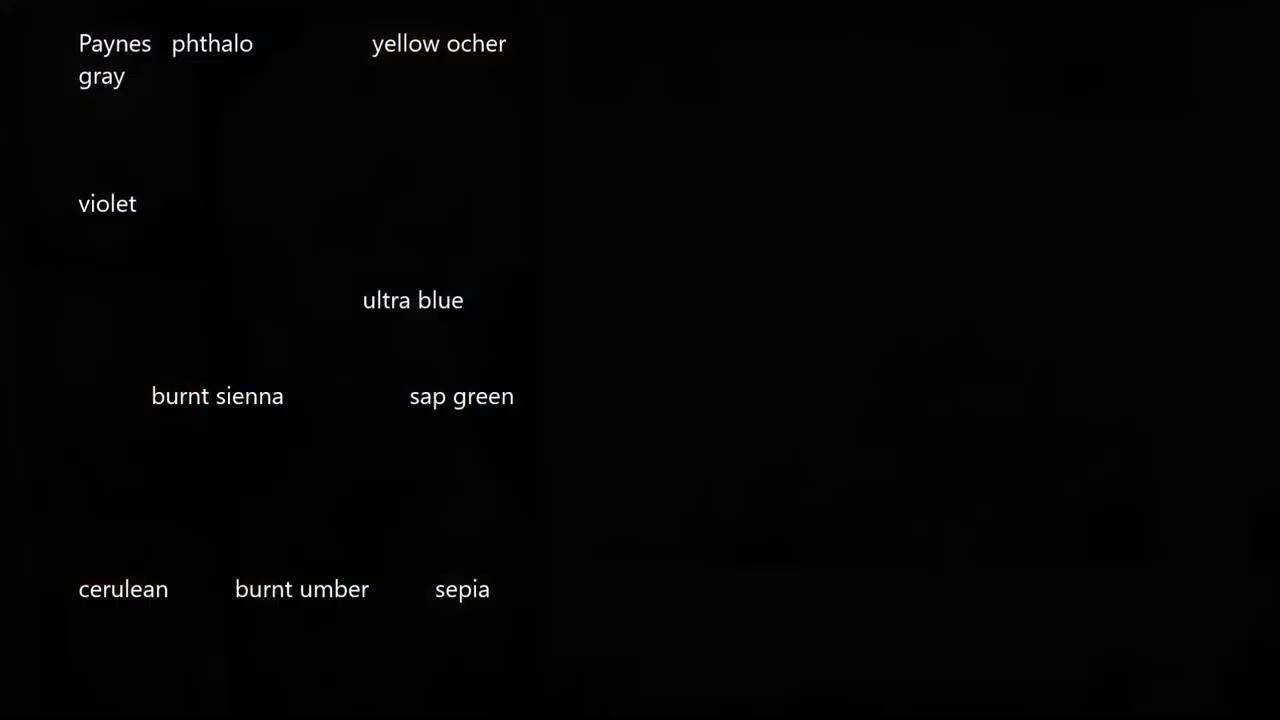 Paynes phthalo yellow ocher
gray
violet
ultra blue
burnt sienna sap green
cerulean burnt umber sepia